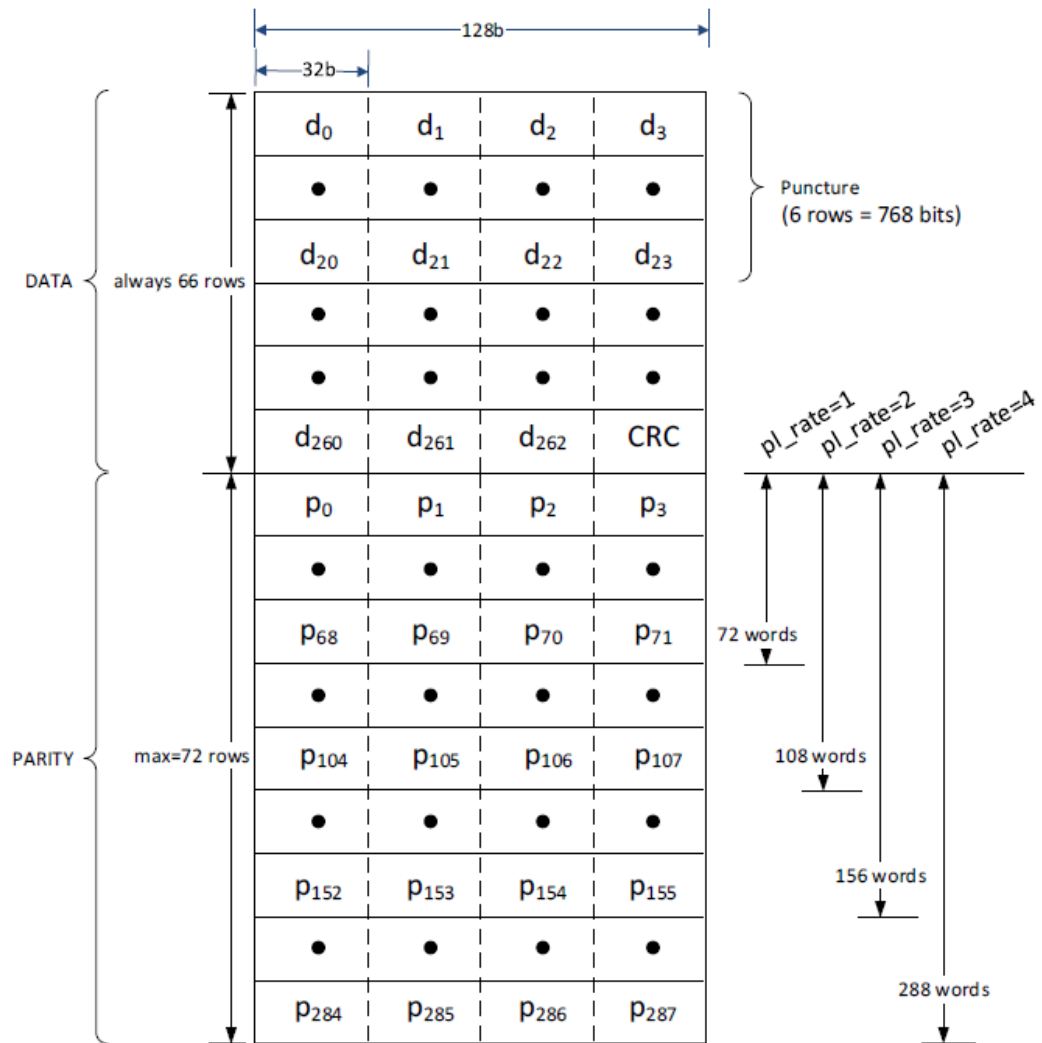 128b
32b
d0 d1 d2 d3
Puncture
(6 rows = 768 bits)
d20 d21 d22 d23
DATA
always 66 rows
d260 d261 d262 CRC
pl_rate=1
pl_rate=2
pl_rate=3
pl_rate=4
p0 p1 p2 p3
p68 p69 p70 p71
72 words
PARITY
max=72 rows
p104 p105 p106 p107
108 words
p152 p153 p154 p155
156 words
288 words
p284 p285 p286 p287